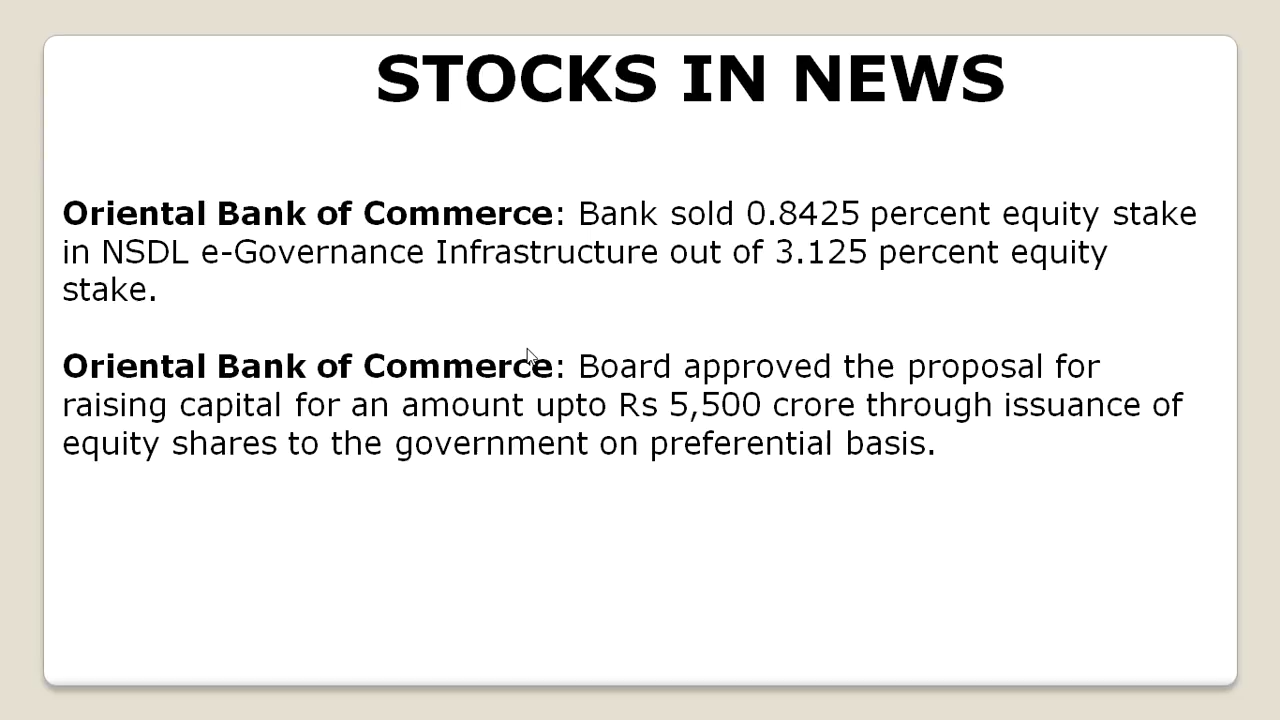 STOCKS IN NEWS
Oriental Bank of Commerce: Bank sold 0.8425 percent equity stake
in NSDL e-Governance Infrastructure out of 3.125 percent equity
stake.
Oriental Bank of Commerce: Board approved the proposal for
raising capital for an amount upto Rs 5,500 crore through issuance of
equity shares to the government on preferential basis.